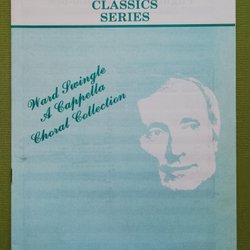 CLASSICS
SERIES
Ward Swingle
A Cappella
Choral Collection